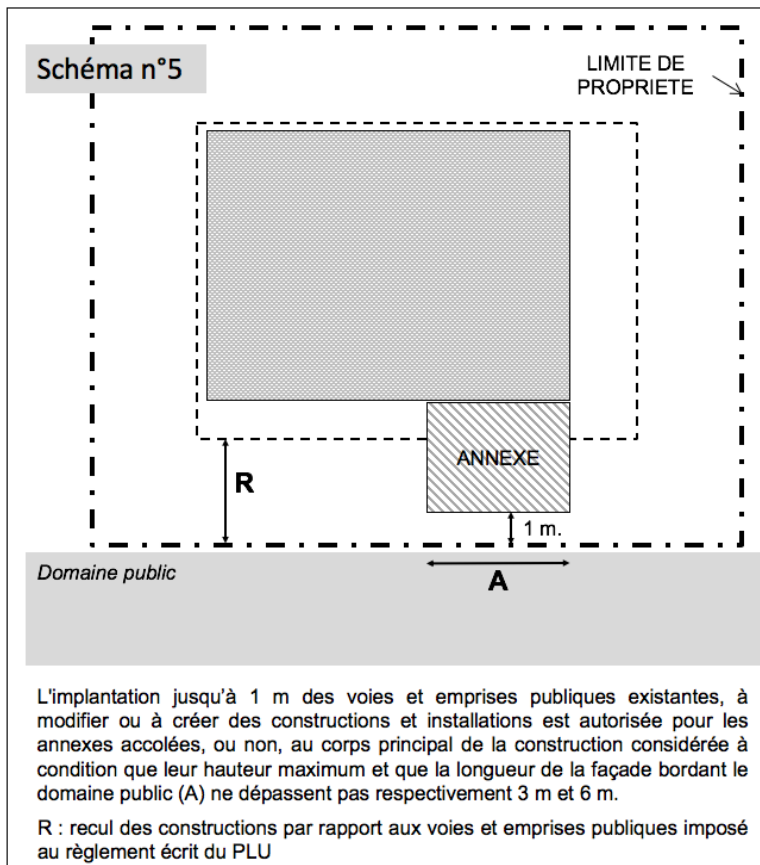 Schéma n°5
LIMITE DE
PROPRIETE
ANNEXE
R
1 m.
Domaine public
A
L'implantation jusqu'à 1 m des voies et emprises publiques existantes, à
modifier ou à créer des constructions et installations est autorisée pour les
annexes accolées, ou non, au corps principal de la construction considérée à
condition que leur hauteur maximum et que la longueur de la façade bordant le
domaine public (A) ne dépassent pas respectivement 3 m et 6 m.
R : recul des constructions par rapport aux voies et emprises publiques imposé
au règlement écrit du PLU